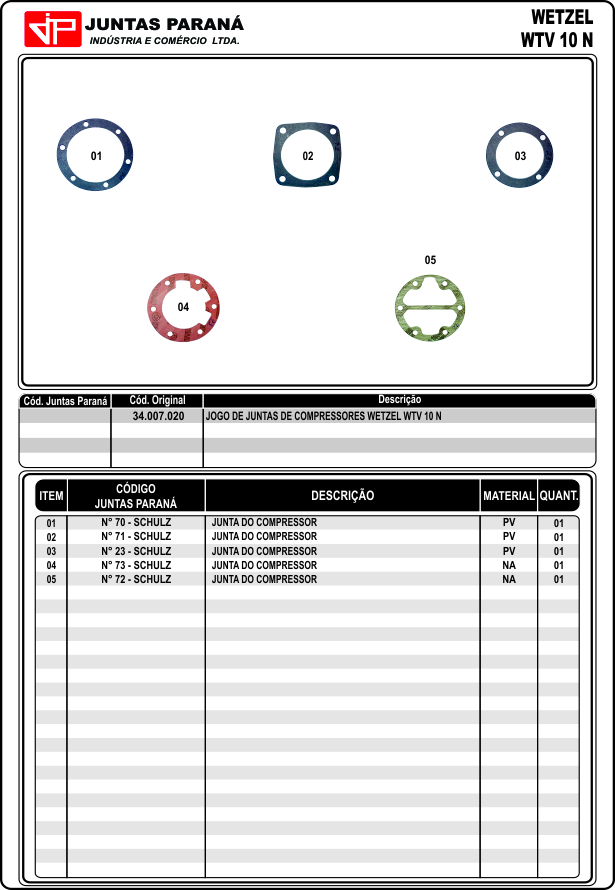 JP JUNTAS PARANÁ
INDÚSTRIA E COMÉRCIO LTDA.
WETZEL
WTV 10 N
01 02 03
05
04
Cód. Juntas Paraná Cód. Original Descrição
34.007.020 JOGO DE JUNTAS DE COMPRESSORES WETZEL WTV 10 N
ITEM CÓDIGO JUNTAS PARANÁ DESCRIÇÃO MATERIAL QUANT.
01 N° 70 - SCHULZ JUNTA DO COMPRESSOR PV 01
02 N° 71 - SCHULZ JUNTA DO COMPRESSOR PV 01
03 N° 23 - SCHULZ JUNTA DO COMPRESSOR PV 01
04 N° 73 - SCHULZ JUNTA DO COMPRESSOR NA 01
05 N° 72 - SCHULZ JUNTA DO COMPRESSOR NA 01